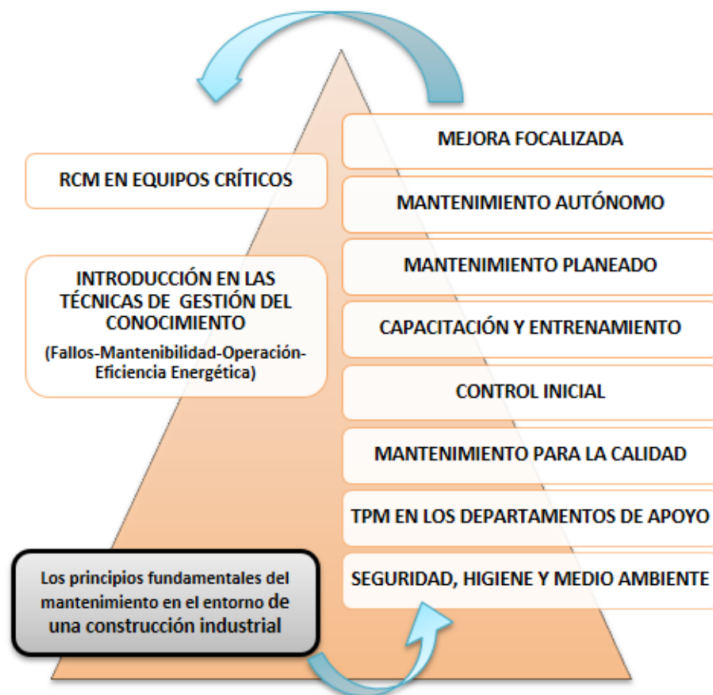 RCM EN EQUIPOS CRÍTICOS
INTRODUCCIÓN EN LAS
TÉCNICAS DE GESTIÓN DEL
CONOCIMIENTO
(Fallos-Mantenibilidad-Operación-
Eficiencia Energética)
Los principios fundamentales del
mantenimiento en el entorno de
una construcción industrial
MEJORA FOCALIZADA
MANTENIMIENTO AUTÓNOMO
MANTENIMIENTO PLANEADO
CAPACITACIÓN Y ENTRENAMIENTO
CONTROL INICIAL
MANTENIMIENTO PARA LA CALIDAD
TPM EN LOS DEPARTAMENTOS DE APOYO
SEGURIDAD, HIGIENE Y MEDIO AMBIENTE